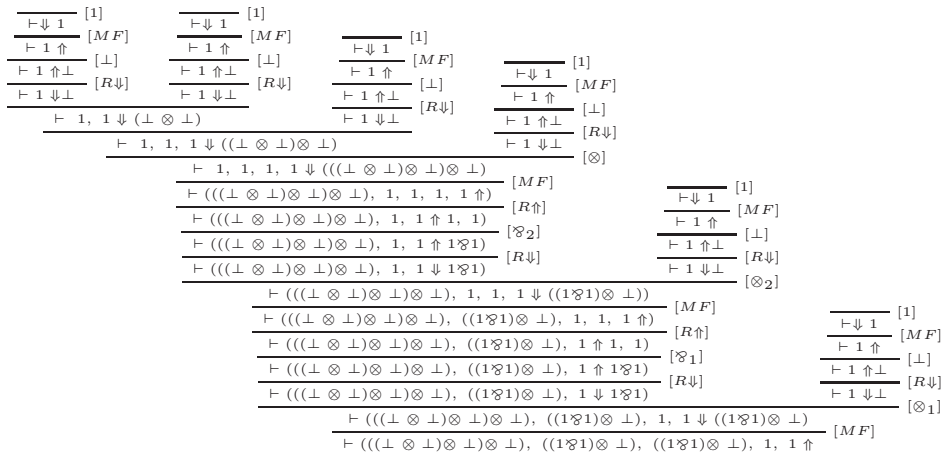 [1] [1]
⊢⇓ 1 ⊢⇓ 1 [1]
[MF] [MF]
⊢ 1 ⇑ ⊢ 1 ⇑ ⊢⇓ 1 [1]
[⊥] [⊥] [MF]
⊢ 1 ⇑⊥ ⊢ 1 ⇑⊥ ⊢ 1 ⇑ ⊢⇓ 1
[R⇓] [R⇓] [⊥] [MF]
⊢ 1 ⇓⊥ ⊢ 1 ⇓⊥ ⊢ 1 ⇑⊥ ⊢ 1 ⇑
[R⇓] [⊥]
⊢ 1, 1 ⇓ (⊥ ⊗ ⊥) ⊢ 1 ⇓⊥ ⊢ 1 ⇑⊥
[R⇓]
⊢ 1, 1, 1 ⇓ ((⊥ ⊗ ⊥)⊗ ⊥) ⊢ 1 ⇓⊥
[⊗]
⊢ 1, 1, 1, 1 ⇓ (((⊥ ⊗ ⊥)⊗ ⊥)⊗ ⊥)
[MF] [1]
⊢ (((⊥ ⊗ ⊥)⊗ ⊥)⊗ ⊥), 1, 1, 1, 1 ⇑) ⊢⇓ 1
[R⇑] [MF]
⊢ (((⊥ ⊗ ⊥)⊗ ⊥)⊗ ⊥), 1, 1 ⇑ 1, 1) ⊢ 1 ⇑
[⅋2] [⊥]
⊢ (((⊥ ⊗ ⊥)⊗ ⊥)⊗ ⊥), 1, 1 ⇑ 1⅋1) ⊢ 1 ⇑⊥
[R⇓] [R⇓]
⊢ (((⊥ ⊗ ⊥)⊗ ⊥)⊗ ⊥), 1, 1 ⇓ 1⅋1) ⊢ 1 ⇓⊥
[⊗2]
⊢ (((⊥ ⊗ ⊥)⊗ ⊥)⊗ ⊥), 1, 1, 1 ⇓ ((1⅋1)⊗ ⊥))
[MF] [1]
⊢ (((⊥ ⊗ ⊥)⊗ ⊥)⊗ ⊥), ((1⅋1)⊗ ⊥), 1, 1, 1 ⇑) ⊢⇓ 1
[R⇑] [MF]
⊢ (((⊥ ⊗ ⊥)⊗ ⊥)⊗ ⊥), ((1⅋1)⊗ ⊥), 1 ⇑ 1, 1) ⊢ 1 ⇑
[⅋1] [⊥]
⊢ (((⊥ ⊗ ⊥)⊗ ⊥)⊗ ⊥), ((1⅋1)⊗ ⊥), 1 ⇑ 1⅋1) ⊢ 1 ⇑⊥
[R⇓] [R⇓]
⊢ (((⊥ ⊗ ⊥)⊗ ⊥)⊗ ⊥), ((1⅋1)⊗ ⊥), 1 ⇓ 1⅋1) ⊢ 1 ⇓⊥
[⊗1]
⊢ (((⊥ ⊗ ⊥)⊗ ⊥)⊗ ⊥), ((1⅋1)⊗ ⊥), 1, 1 ⇓ ((1⅋1)⊗ ⊥)
[MF]
⊢ (((⊥ ⊗ ⊥)⊗ ⊥)⊗ ⊥), ((1⅋1)⊗ ⊥), ((1⅋1)⊗ ⊥), 1, 1 ⇑